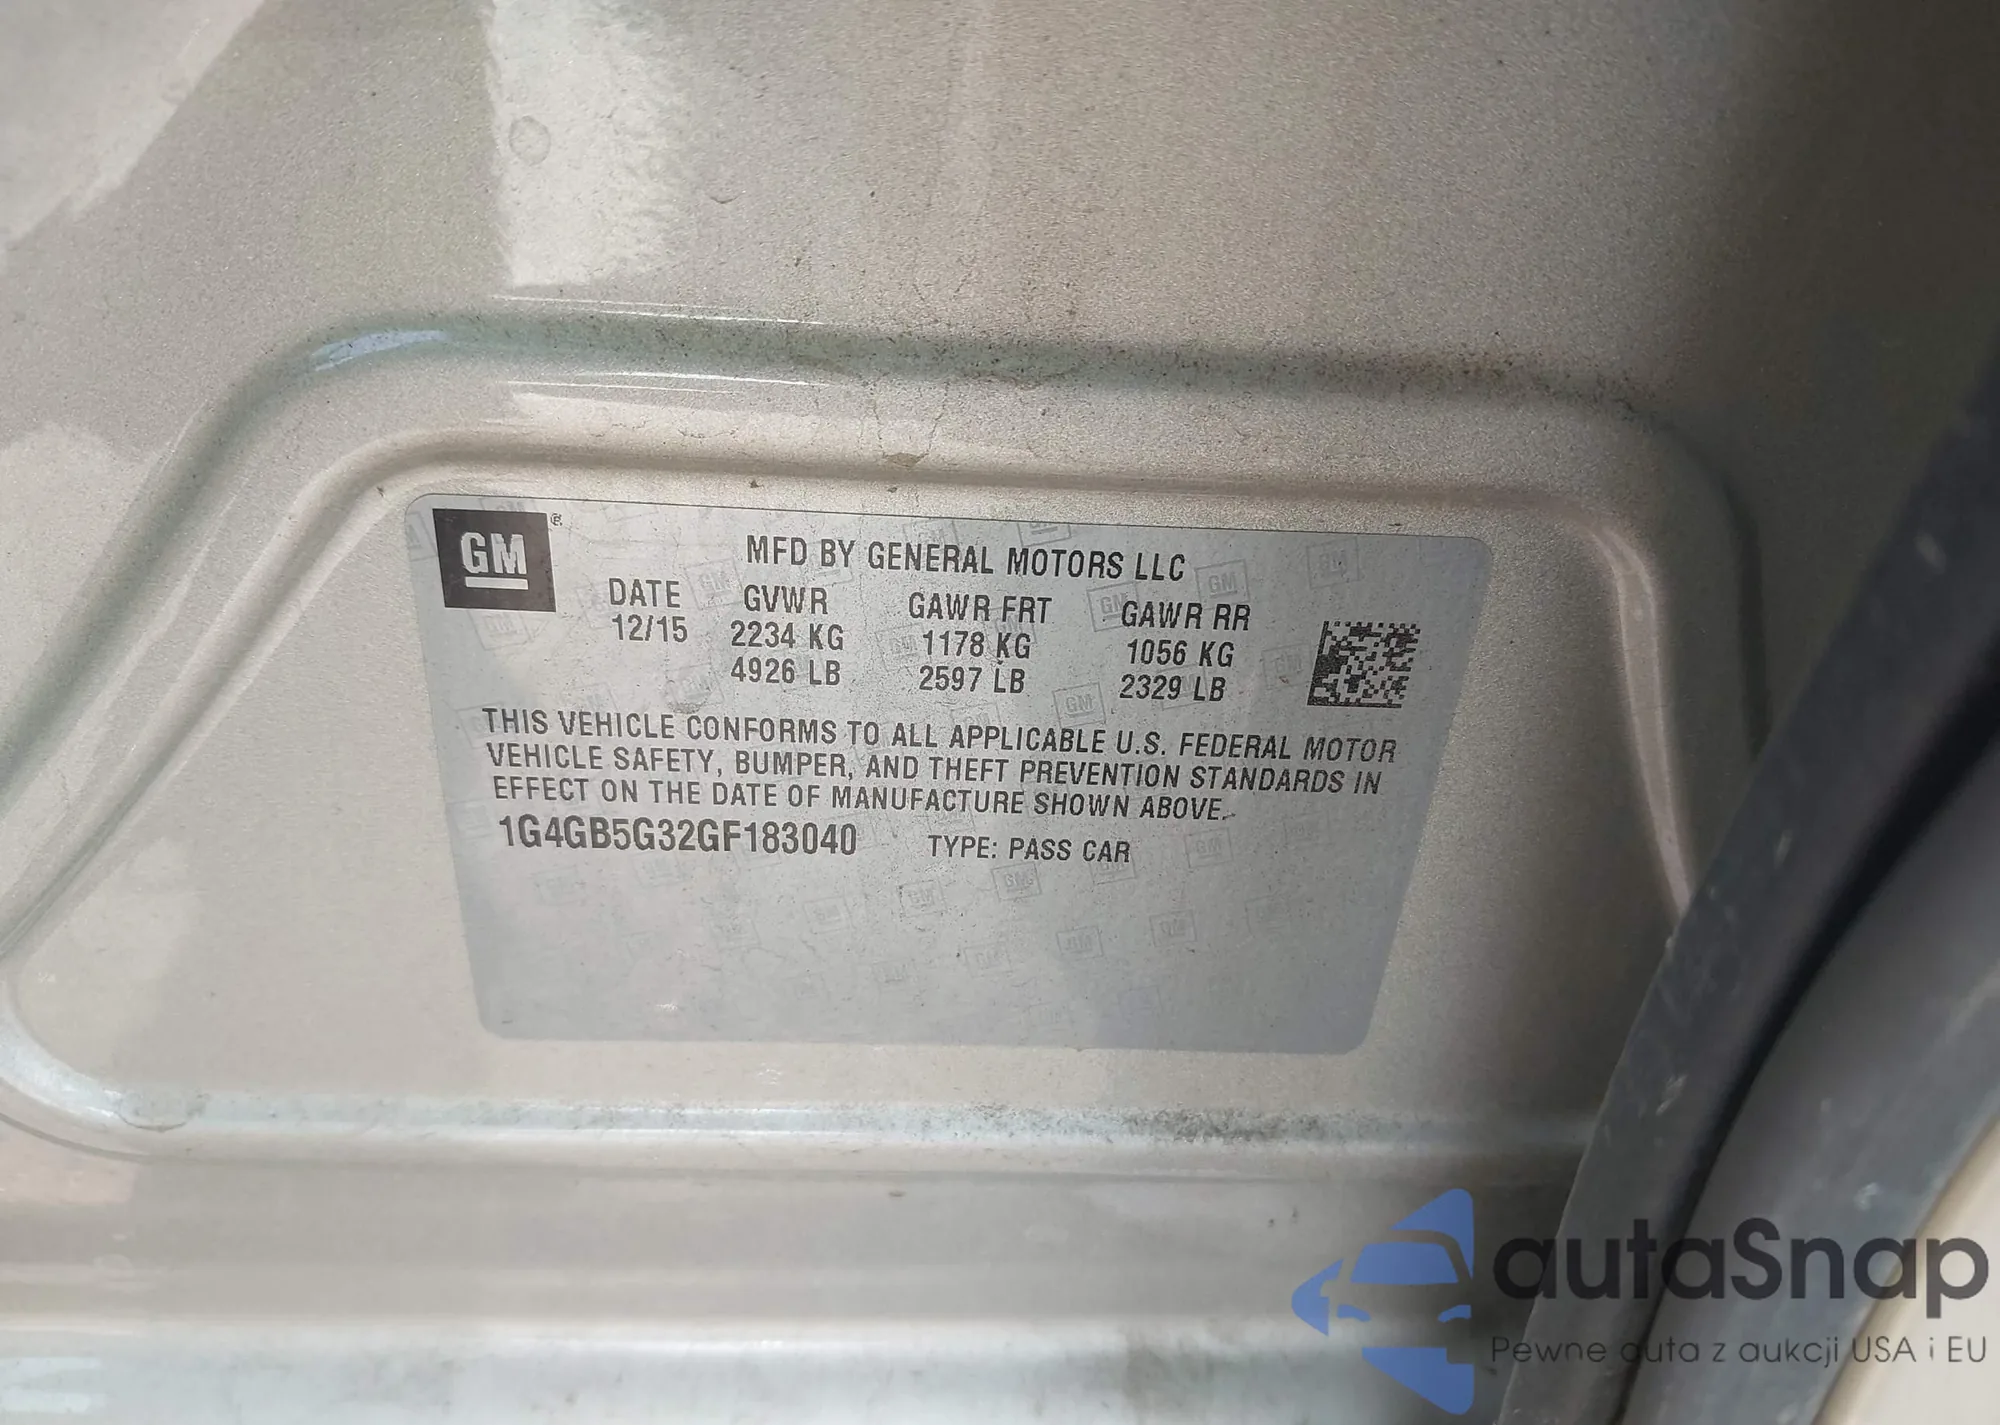 GM ®
MFD BY GENERAL MOTORS LLC
DATE GVWR GAWR FRT GAWR RR
12/15 2234 KG 1178 KG 1056 KG
4926 LB 2597 LB 2329 LB
THIS VEHICLE CONFORMS TO ALL APPLICABLE U.S. FEDERAL MOTOR
VEHICLE SAFETY, BUMPER, AND THEFT PREVENTION STANDARDS IN
EFFECT ON THE DATE OF MANUFACTURE SHOWN ABOVE.
1G4GB5G32GF183040 TYPE: PASS CAR
autaSnap
Pewne auta z aukcji USA i EU